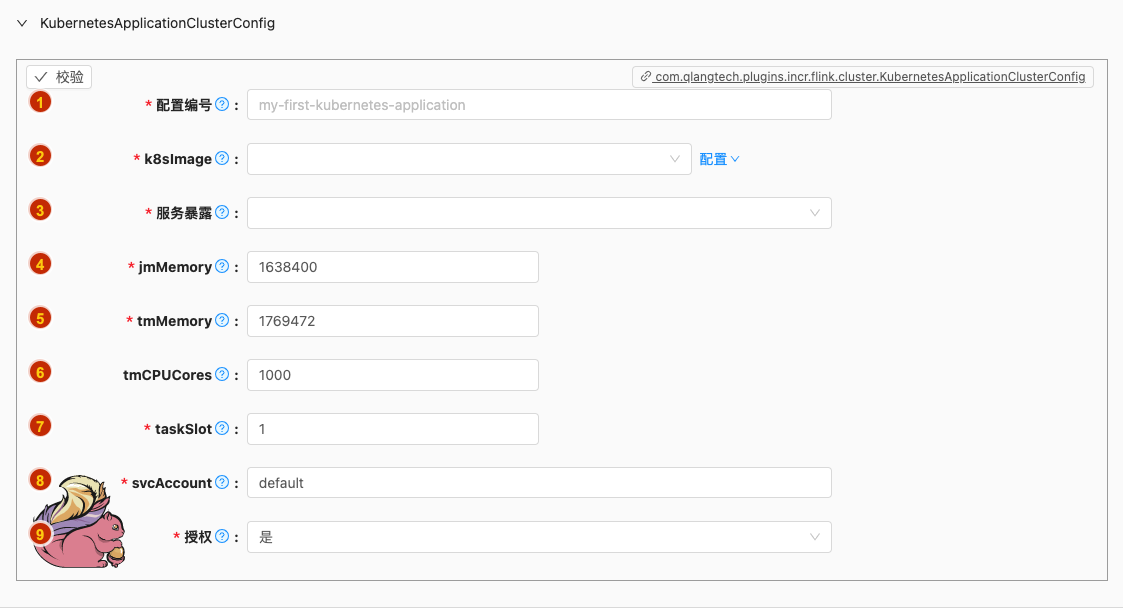 KubernetesApplicationClusterConfig
校验
com.qlangtech.plugins.incr.flink.cluster.KubernetesApplicationClusterConfig
1 * 配置编号 ? : my-first-kubernetes-application
2 * k8sImage ? : 配置
3 * 服务暴露 ? :
4 * jmMemory ? : 1638400
5 * tmMemory ? : 1769472
6 tmCPUCores ? : 1000
7 * taskSlot ? : 1
8 * svcAccount ? : default
9 * 授权 ? : 是